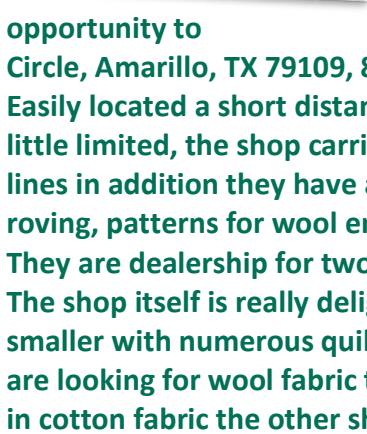 opportunity to
Circle, Amarillo, TX 79109, 8
Easily located a short distan
little limited, the shop carri
lines in addition they have a
roving, patterns for wool e
They are dealership for two
The shop itself is really deli
smaller with numerous quil
are looking for wool fabric
in cotton fabric the other s